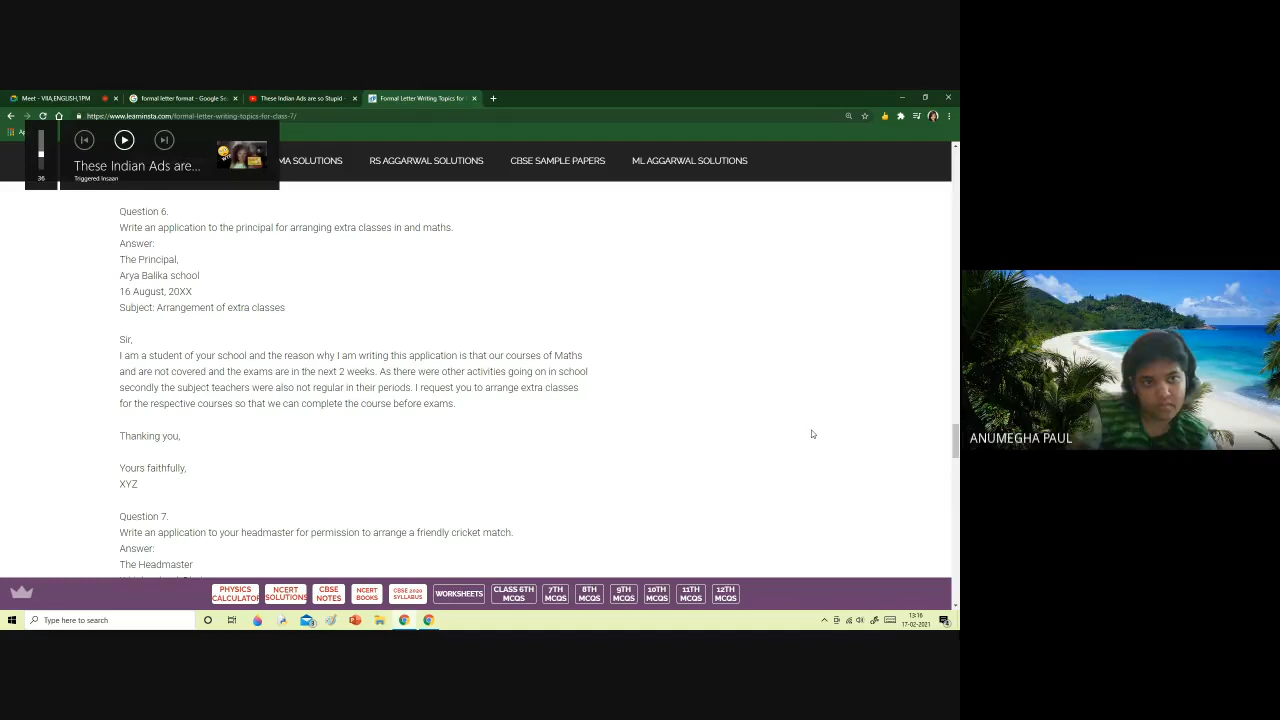 Meet - VIIA,ENGLISH,1PM
formal letter format - Google Se
These Indian Ads are so Stupid -
Formal Letter Writing Topics for
https://www.learninsta.com/formal-letter-writing-topics-for-class-7/
MA SOLUTIONS RS AGGARWAL SOLUTIONS CBSE SAMPLE PAPERS ML AGGARWAL SOLUTIONS
These Indian Ads are...
Triggered Insaan
36
Question 6.
Write an application to the principal for arranging extra classes in and maths.
Answer:
The Principal,
Arya Balika school
16 August, 20XX
Subject: Arrangement of extra classes
Sir,
I am a student of your school and the reason why I am writing this application is that our courses of Maths
and are not covered and the exams are in the next 2 weeks. As there were other activities going on in school
secondly the subject teachers were also not regular in their periods. I request you to arrange extra classes
for the respective courses so that we can complete the course before exams.
Thanking you,
Yours faithfully,
XYZ
Question 7.
Write an application to your headmaster for permission to arrange a friendly cricket match.
Answer:
The Headmaster
PHYSICS CALCULATOR
NCERT SOLUTIONS
CBSE NOTES
NCERT BOOKS
CBSE 2020 SYLLABUS
WORKSHEETS
CLASS 6TH MCQS
7TH MCQS
8TH MCQS
9TH MCQS
10TH MCQS
11TH MCQS
12TH MCQS
Type here to search
13:16
17-02-2021
ANUMEGHA PAUL